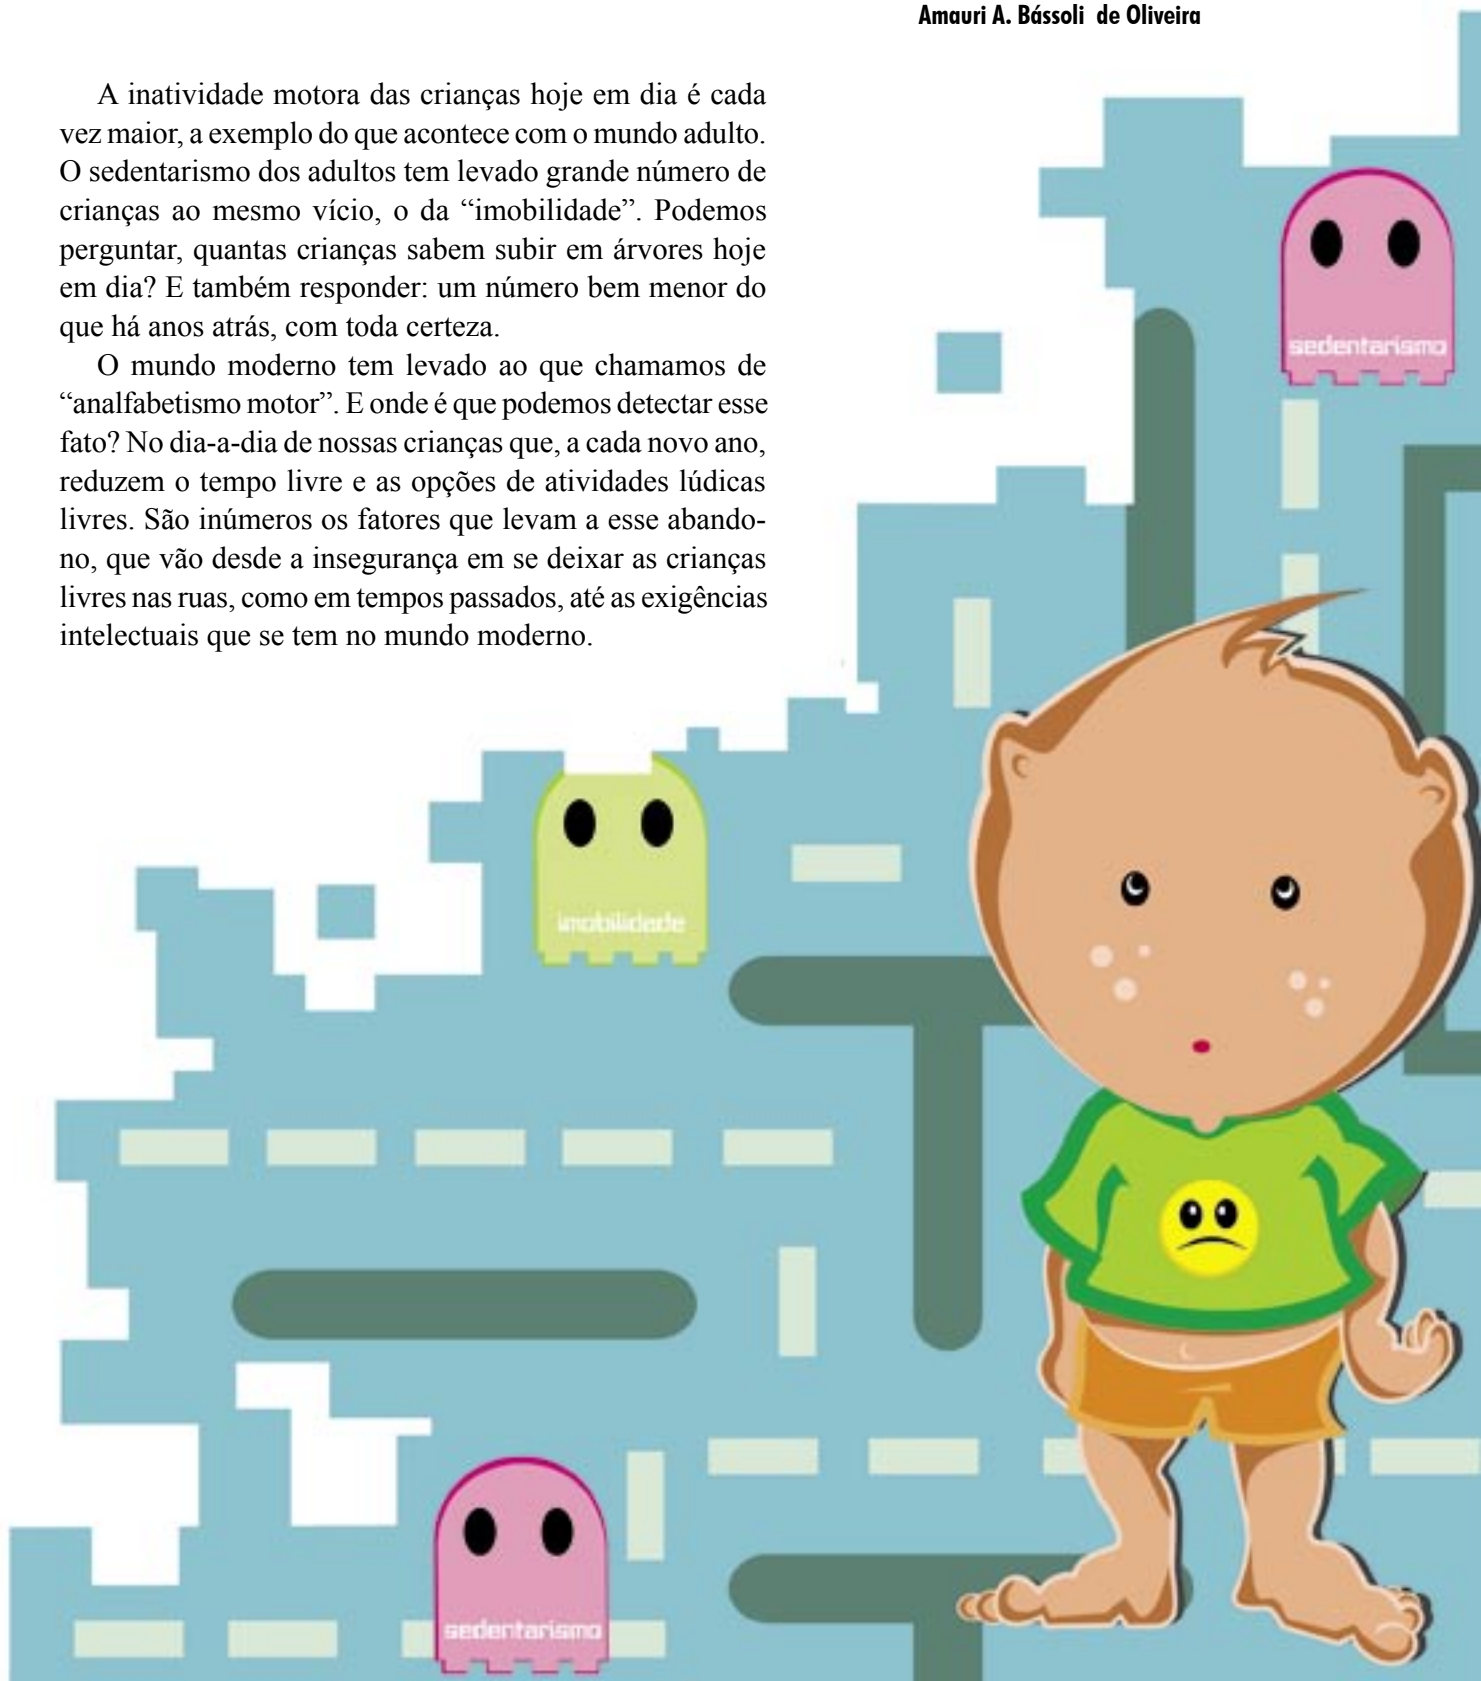 Amauri A. Bássoli de Oliveira
A inatividade motora das crianças hoje em dia é cada
vez maior, a exemplo do que acontece com o mundo adulto.
O sedentarismo dos adultos tem levado grande número de
crianças ao mesmo vício, o da “imobilidade”. Podemos
perguntar, quantas crianças sabem subir em árvores hoje
em dia? E também responder: um número bem menor do
que há anos atrás, com toda certeza.
O mundo moderno tem levado ao que chamamos de
“analfabetismo motor”. E onde é que podemos detectar esse
fato? No dia-a-dia de nossas crianças que, a cada novo ano,
reduzem o tempo livre e as opções de atividades lúdicas
livres. São inúmeros os fatores que levam a esse abando-
no, que vão desde a insegurança em se deixar as crianças
livres nas ruas, como em tempos passados, até as exigências
intelectuais que se tem no mundo moderno.
sedentarismo
imobilidade
sedentarismo